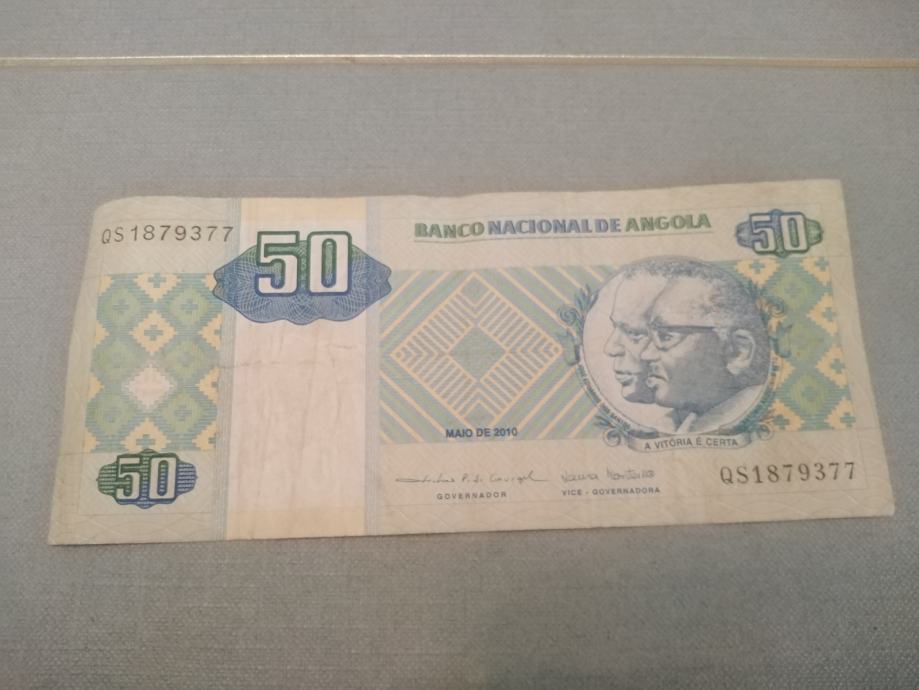 QS1879377
50
BANCO NACIONAL DE ANGOLA
50
MAIO DE 2010
A VITÓRIA É CERTA
50
GOVERNADOR
VICE - GOVERNADORA
QS1879377